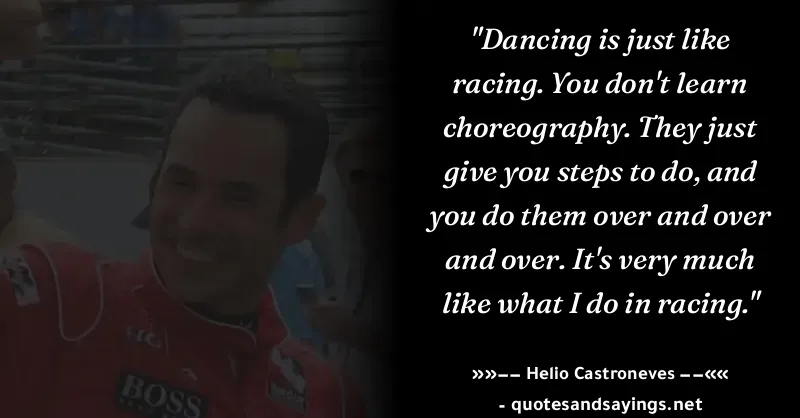 "Dancing is just like
racing. You don't learn
choreography. They just
give you steps to do, and
you do them over and over
and over. It's very much
like what I do in racing."
»»–– Helio Castroneves ––««
- quotesandsayings.net
BOSS